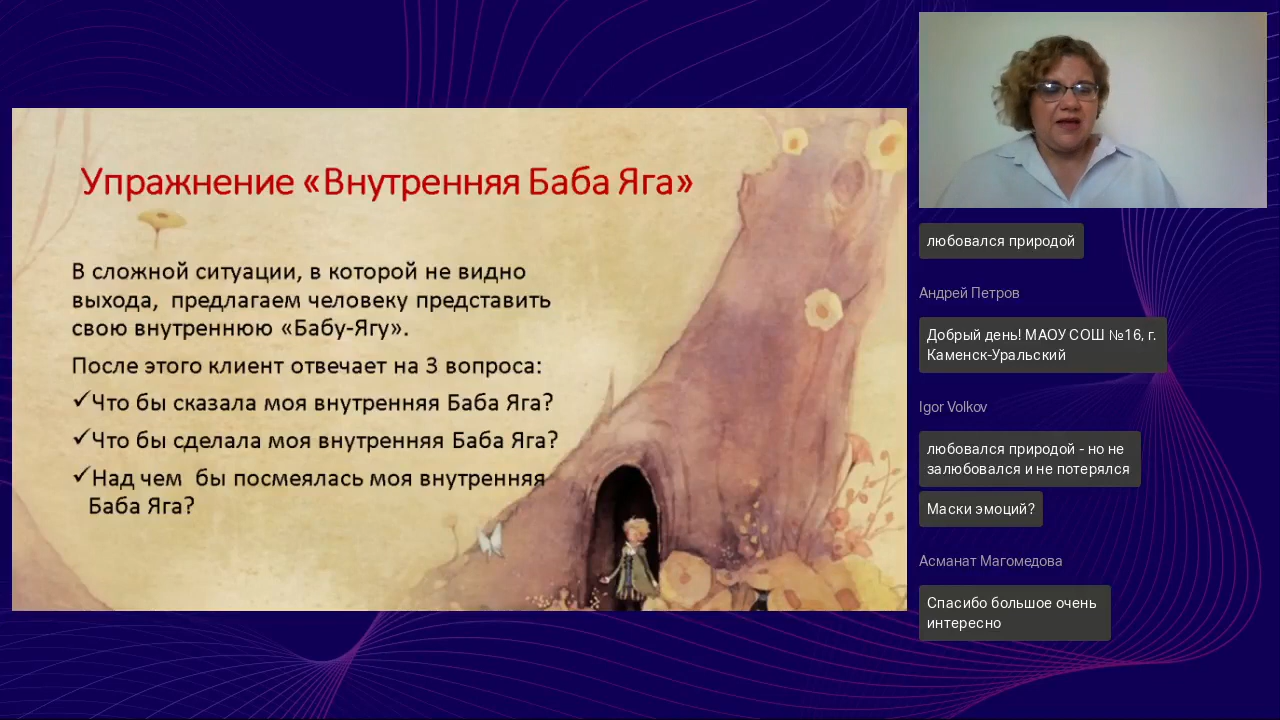 Упражнение «Внутренняя Баба Яга»
В сложной ситуации, в которой не видно
выхода, предлагаем человеку представить
свою внутреннюю «Бабу-Ягу».
После этого клиент отвечает на 3 вопроса:
✓Что бы сказала моя внутренняя Баба Яга?
✓Что бы сделала моя внутренняя Баба Яга?
✓Над чем бы посмеялась моя внутренняя
Баба Яга?
любовался природой
Андрей Петров
Добрый день! МАОУ СОШ №16, г.
Каменск-Уральский
Igor Volkov
любовался природой - но не
залюбовался и не потерялся
Маски эмоций?
Асманат Магомедова
Спасибо большое очень
интересно